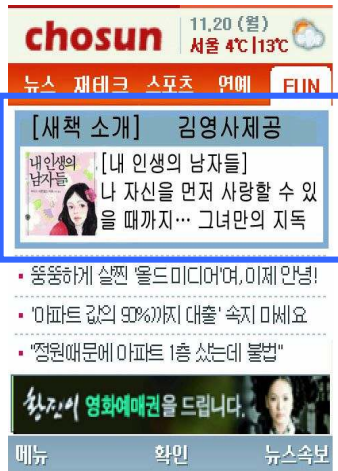 chosun
11.20 (월)
서울 4℃|13℃
뉴스 재테크 스포츠 연예 FUN
[새책 소개] 김영사제공
내 인생의
남자들
[내 인생의 남자들]
나 자신을 먼저 사랑할 수 있
을 때까지… 그녀만의 지독
뚱뚱하게 살찐 '올드미디어'여, 이제 안녕!
'아파트 값의 90%까지 대출' 속지 마세요
"정원때문에 아파트 1층 샀는데 불법"
황진이 영화예매권을 드립니다.
메뉴 확인 뉴스속보